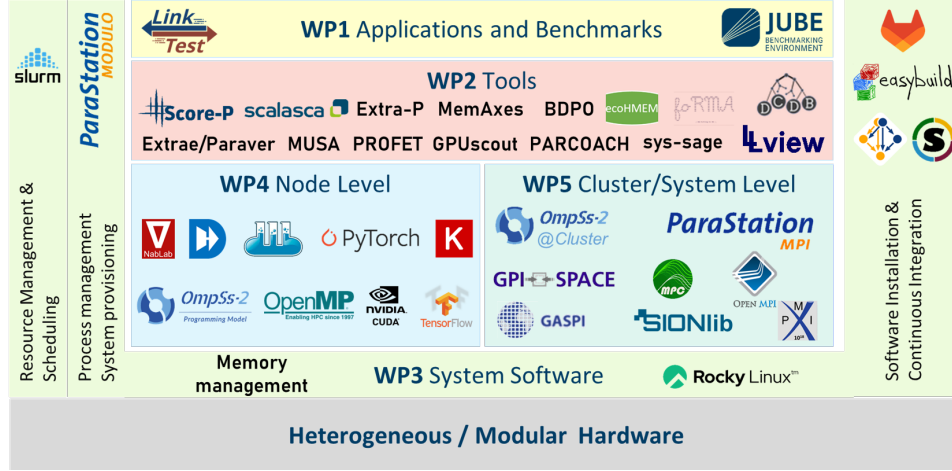 slurm
Resource Management &
Scheduling
ParaStation
MODULO
Process management
System provisioning
Link
Test
WP1 Applications and Benchmarks
JUBE
BENCHMARKING
ENVIRONMENT
WP2 Tools
Score-P scalasca Extra-P MemAxes BDPO ecoHMEM foRMA DCDB
Extrae/Paraver MUSA PROFET GPUscout PARCOACH sys-sage LLview
WP4 Node Level
NabLab
PyTorch
K
OmpSs-2
Programming Model
OpenMP
Enabling HPC since 1997
NVIDIA.
CUDA
TensorFlow
WP5 Cluster/System Level
OmpSs-2
@Cluster
ParaStation
MPI
GPI SPACE
MPC
OPEN MPI
GASPI
SIONlib
P M I
X
10¹⁸
Memory
management
WP3 System Software
Rocky Linux™
easybuild
S
Software Installation &
Continuous Integration
Heterogeneous / Modular Hardware